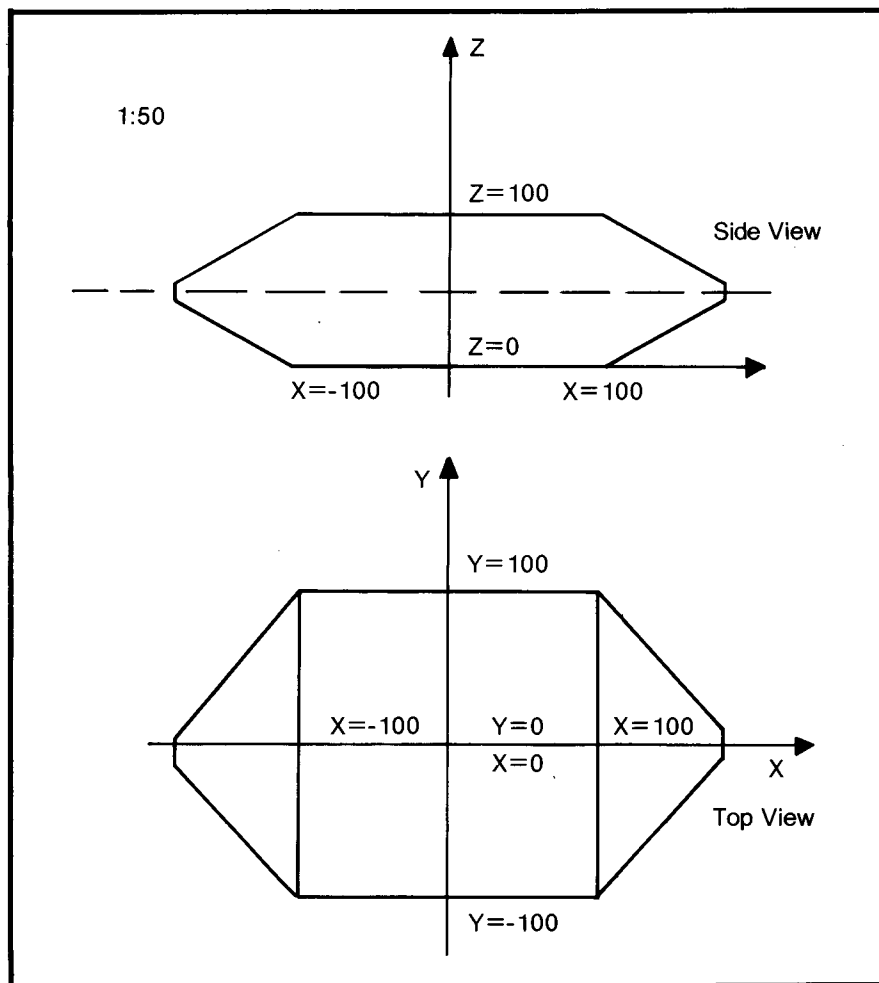 Z
1:50
Z=100
Side View
Z=0
X=-100 X=100
Y
Y=100
X=-100 Y=0 X=100
X=0 X
Top View
Y=-100